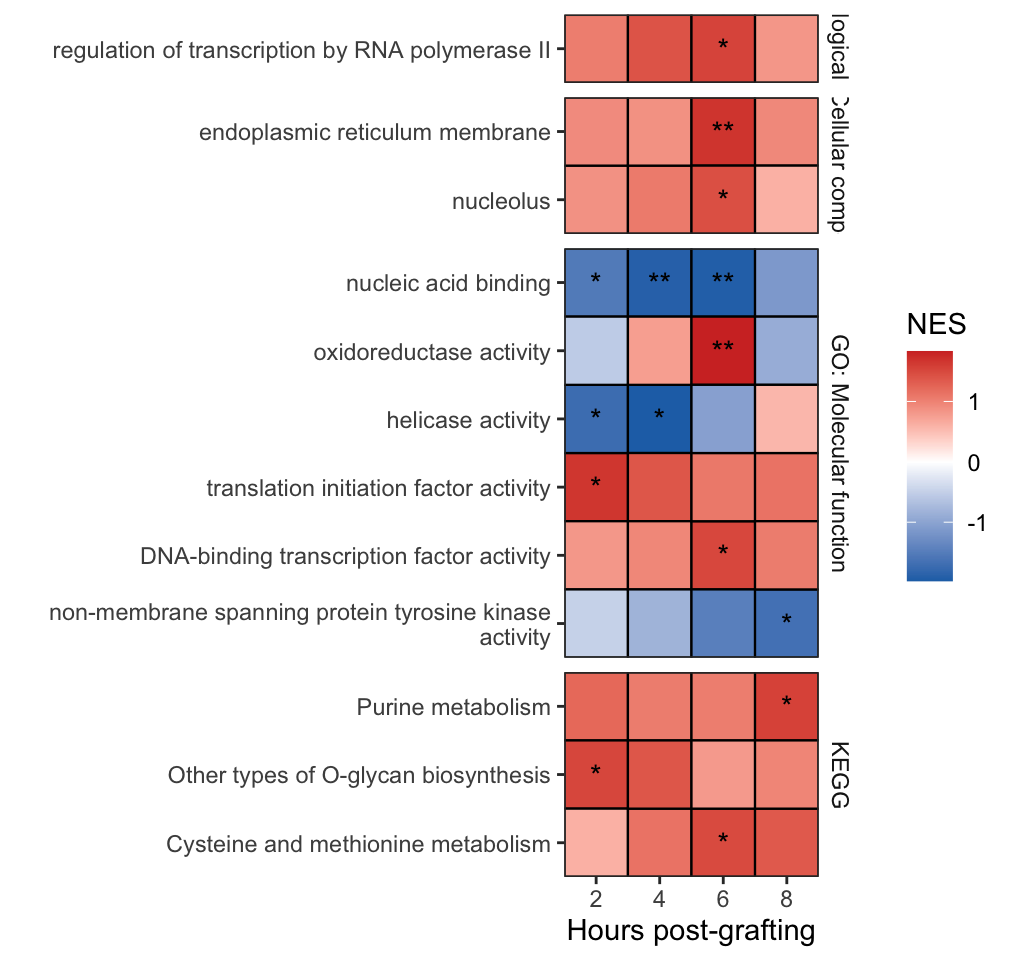 regulation of transcription by RNA polymerase II
*
logical
endoplasmic reticulum membrane
**
nucleolus
*
Cellular comp
nucleic acid binding
* ** **
oxidoreductase activity
**
helicase activity
* *
translation initiation factor activity
*
DNA-binding transcription factor activity
*
non-membrane spanning protein tyrosine kinase
activity
*
GO: Molecular function
Purine metabolism
*
Other types of O-glycan biosynthesis
*
Cysteine and methionine metabolism
*
KEGG
2 4 6 8
Hours post-grafting
NES
1
0
-1